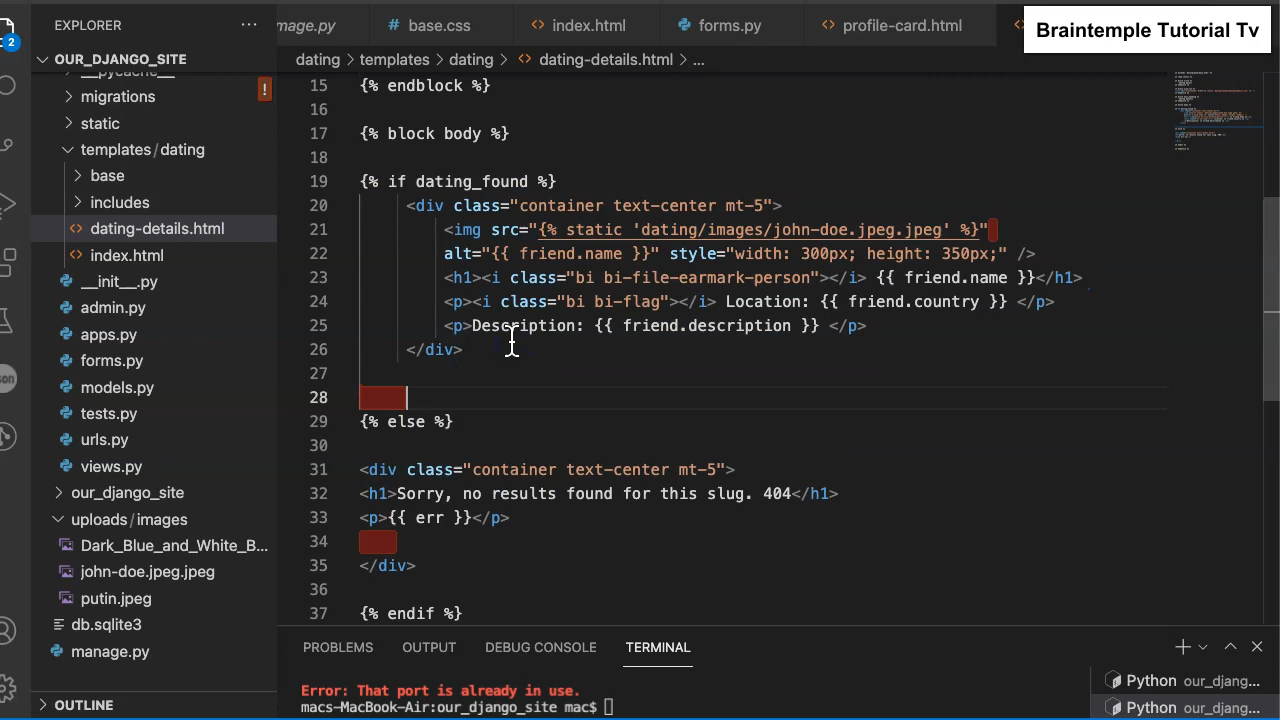 EXPLORER
mage.py
base.css
index.html
forms.py
profile-card.html
Braintemple Tutorial Tv
2
OUR_DJANGO_SITE
dating > templates > dating > dating-details.html > ...
__pycache__
migrations
!
static
templates/dating
base
includes
dating-details.html
index.html
__init__.py
admin.py
apps.py
forms.py
models.py
tests.py
urls.py
views.py
our_django_site
uploads/images
Dark_Blue_and_White_B...
john-doe.jpeg.jpeg
putin.jpeg
db.sqlite3
manage.py
OUTLINE
son
15 {% endblock %}
16
17 {% block body %}
18
19 {% if dating_found %}
20 <div class="container text-center mt-5">
21 <img src="{% static 'dating/images/john-doe.jpeg.jpeg' %}"
22 alt="{{ friend.name }}" style="width: 300px; height: 350px;" />
23 <h1><i class="bi bi-file-earmark-person"></i> {{ friend.name }}</h1>
24 <p><i class="bi bi-flag"></i> Location: {{ friend.country }} </p>
25 <p>Description: {{ friend.description }} </p>
26 </div>
27
28
29 {% else %}
30
31 <div class="container text-center mt-5">
32 <h1>Sorry, no results found for this slug. 404</h1>
33 <p>{{ err }}</p>
34
35 </div>
36
37 {% endif %}
PROBLEMS OUTPUT DEBUG CONSOLE TERMINAL
Error: That port is already in use.
macs-MacBook-Air:our_django_site mac$
Python our_djang...
Python our_djang...